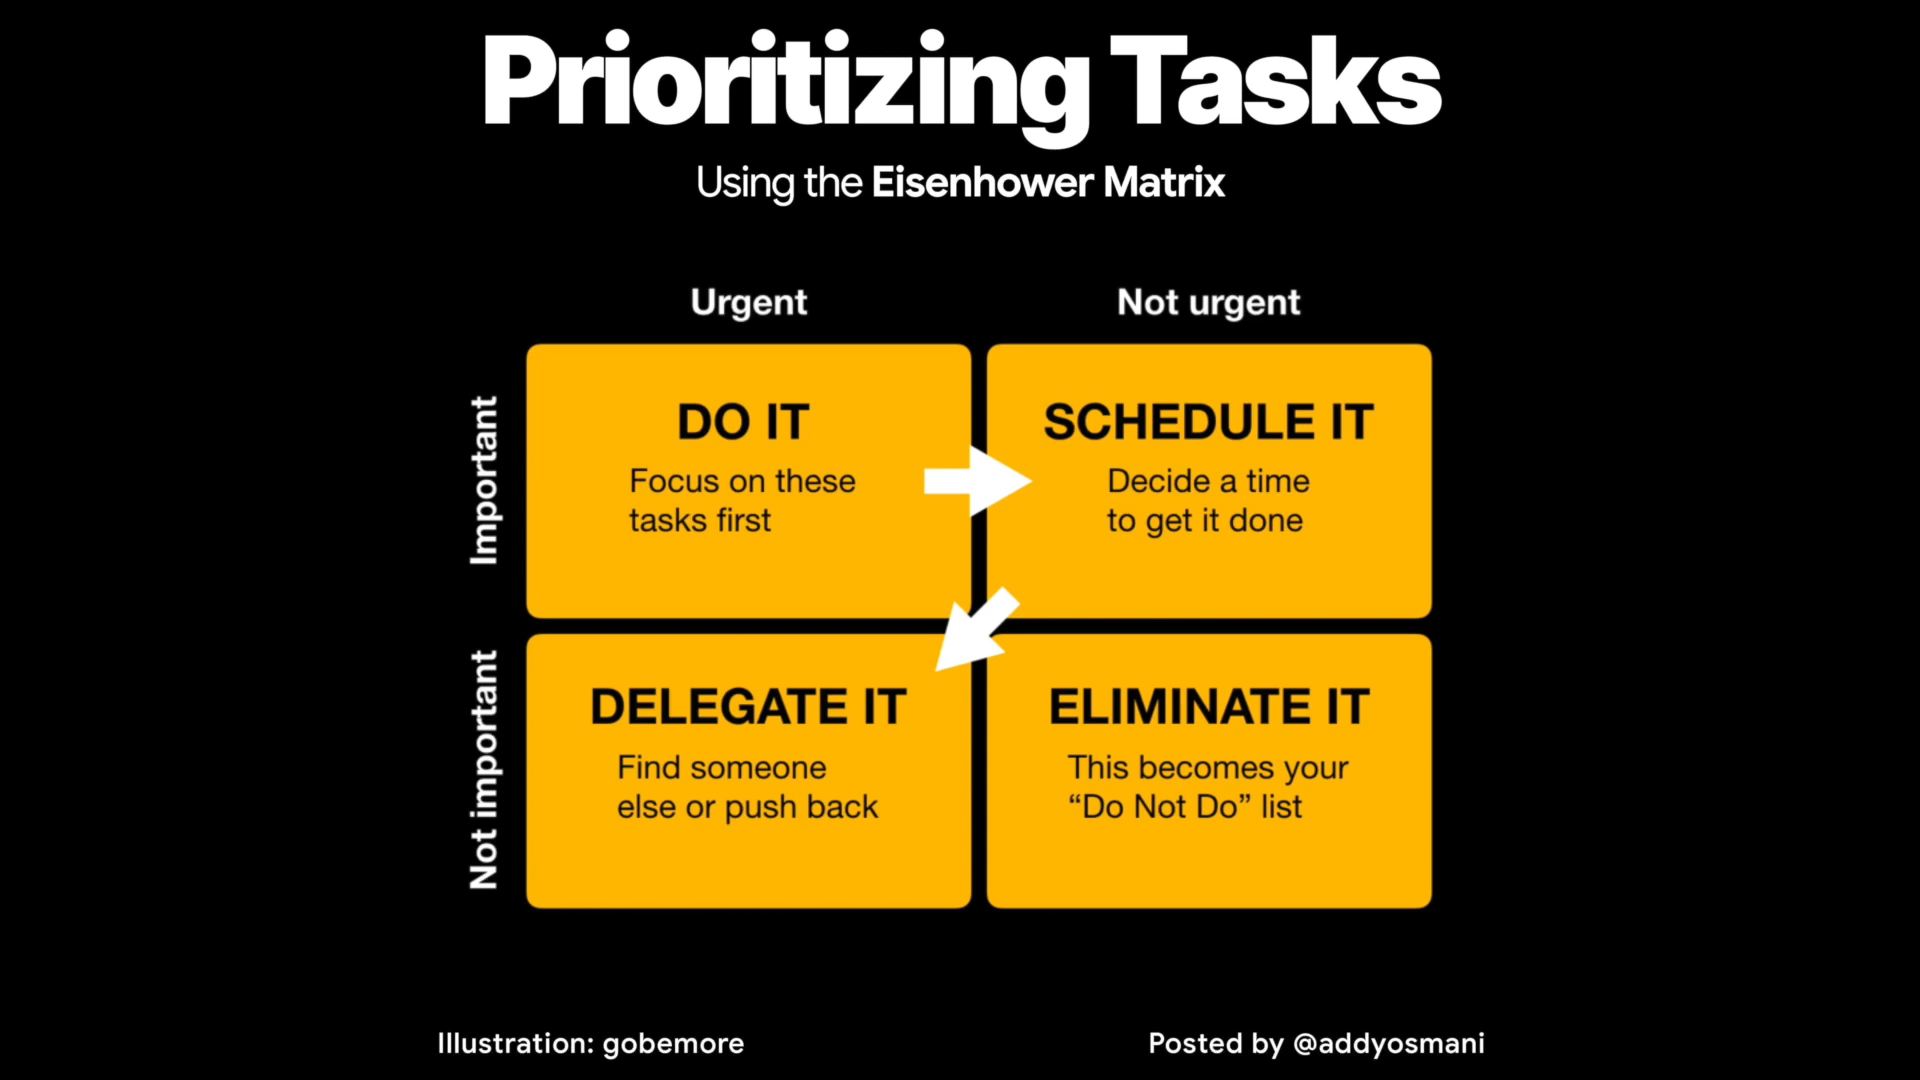 Prioritizing Tasks
Using the Eisenhower Matrix
Urgent
Not urgent
Important
DO IT
Focus on these
tasks first
SCHEDULE IT
Decide a time
to get it done
Not important
DELEGATE IT
Find someone
else or push back
ELIMINATE IT
This becomes your
“Do Not Do” list
Illustration: gobemore
Posted by @addyosmani